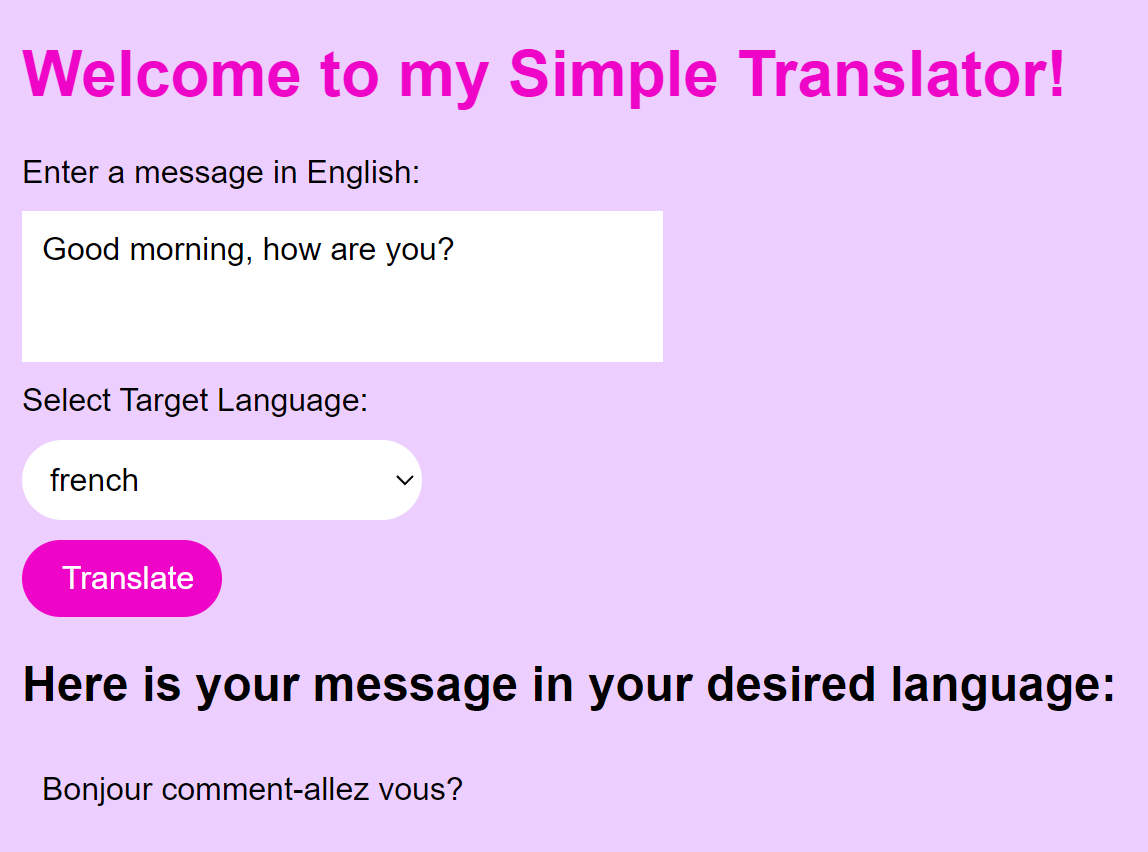 Welcome to my Simple Translator!
Enter a message in English:
Good morning, how are you?
Select Target Language:
french
Translate
Here is your message in your desired language:
Bonjour comment-allez vous?